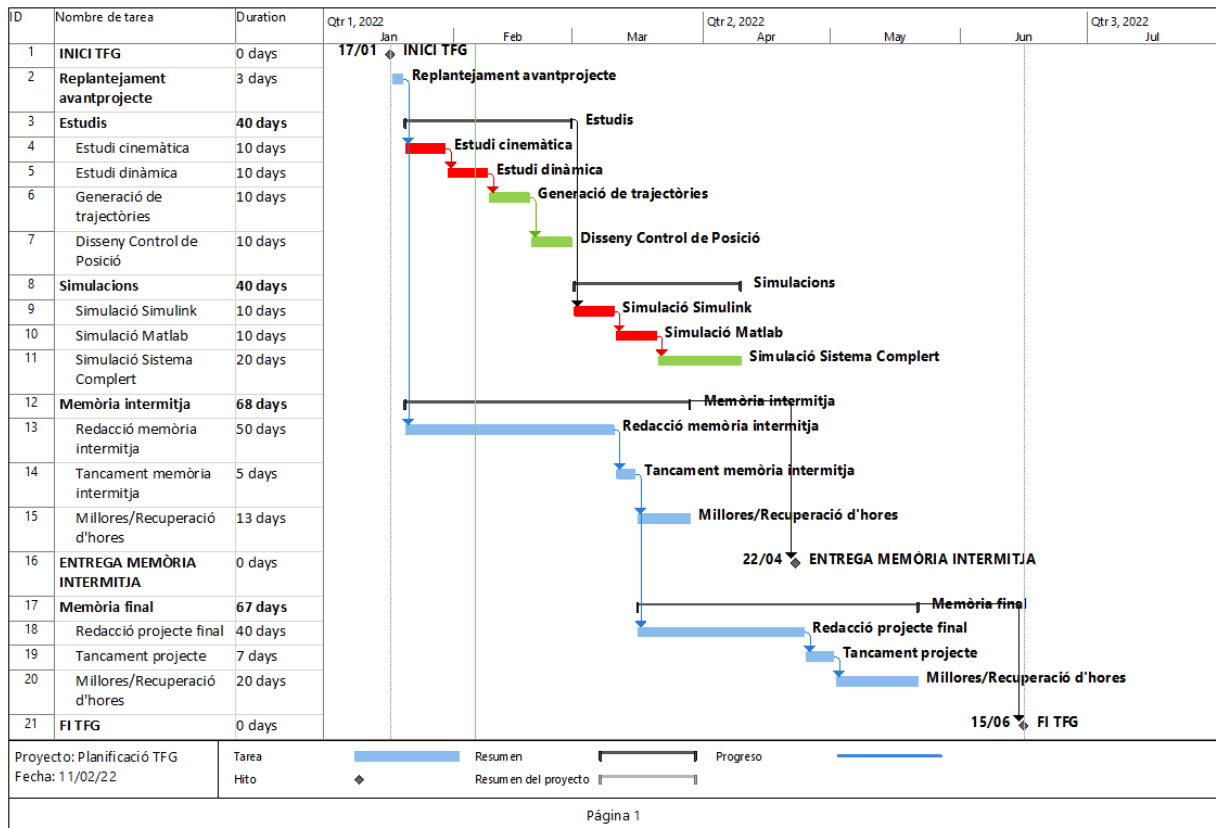 ID Nombre de tarea Duration Qtr 1, 2022 Qtr 2, 2022 Qtr 3, 2022
Jan Feb Mar Apr May Jun Jul
1 INICI TFG 0 days 17/01 INICI TFG
2 Replantejament 3 days Replantejament avantprojecte
avantprojecte
3 Estudis 40 days Estudis
4 Estudi cinemàtica 10 days Estudi cinemàtica
5 Estudi dinàmica 10 days Estudi dinàmica
6 Generació de 10 days Generació de trajectòries
trajectòries
7 Disseny Control de 10 days Disseny Control de Posició
Posició
8 Simulacions 40 days Simulacions
9 Simulació Simulink 10 days Simulació Simulink
10 Simulació Matlab 10 days Simulació Matlab
11 Simulació Sistema 20 days Simulació Sistema Complert
Complert
12 Memòria intermitja 68 days Memòria intermitja
13 Redacció memòria 50 days Redacció memòria intermitja
intermitja
14 Tancament memòria 5 days Tancament memòria intermitja
intermitja
15 Millores/Recuperació 13 days Millores/Recuperació d'hores
d'hores
16 ENTREGA MEMÒRIA 0 days 22/04 ENTREGA MEMÒRIA INTERMITJA
INTERMITJA
17 Memòria final 67 days Memòria final
18 Redacció projecte final 40 days Redacció projecte final
19 Tancament projecte 7 days Tancament projecte
20 Millores/Recuperació 20 days Millores/Recuperació d'hores
d'hores
21 FI TFG 0 days 15/06 FI TFG
Proyecto: Planificació TFG Tarea Resumen Progreso
Fecha: 11/02/22 Hito Resumen del proyecto
Página 1